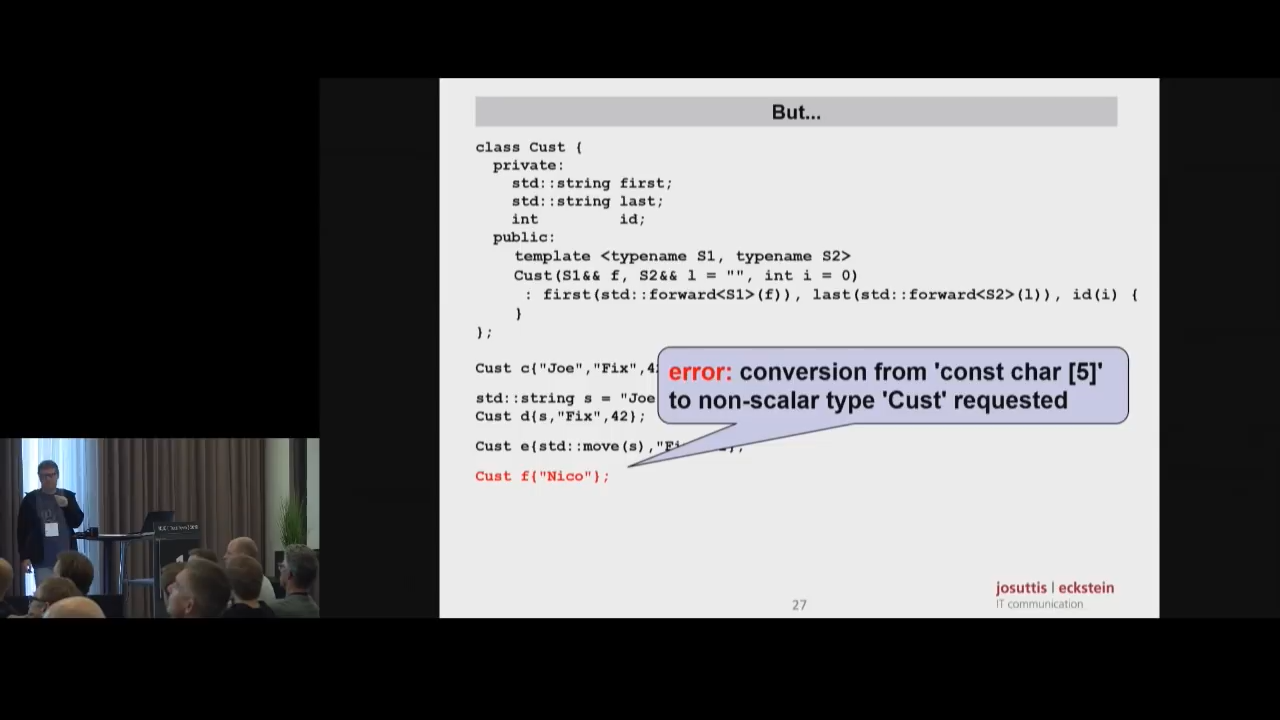 But...
class Cust {
private:
std::string first;
std::string last;
int id;
public:
template <typename S1, typename S2>
Cust(S1&& f, S2&& l = "", int i = 0)
: first(std::forward<S1>(f)), last(std::forward<S2>(l)), id(i) {
}
};
Cust c{"Joe","Fix",4
error: conversion from 'const char [5]'
to non-scalar type 'Cust' requested
std::string s = "Joe
Cust d{s,"Fix",42};
Cust e{std::move(s),"Fi
Cust f{"Nico"};
josuttis | eckstein
IT communication
27